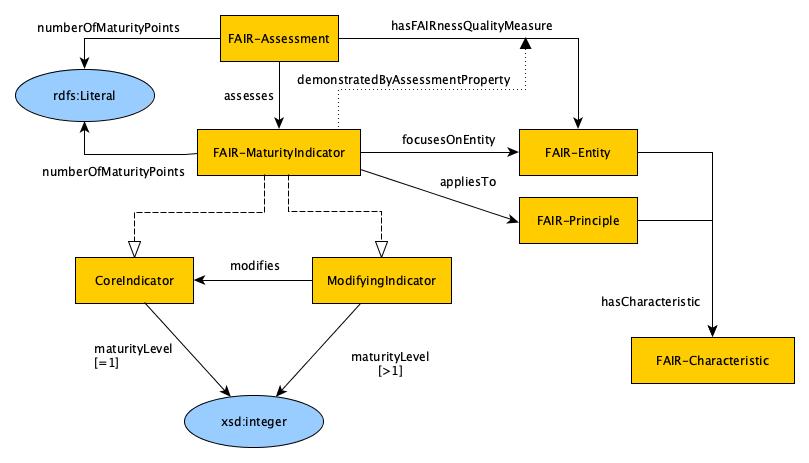 numberOfMaturityPoints
FAIR-Assessment
hasFAIRnessQualityMeasure
rdfs:Literal
assesses
demonstratedByAssessmentProperty
numberOfMaturityPoints
FAIR-MaturityIndicator
focusesOnEntity
FAIR-Entity
appliesTo
FAIR-Principle
CoreIndicator
modifies
ModifyingIndicator
hasCharacteristic
maturityLevel
[=1]
maturityLevel
[>1]
FAIR-Characteristic
xsd:integer